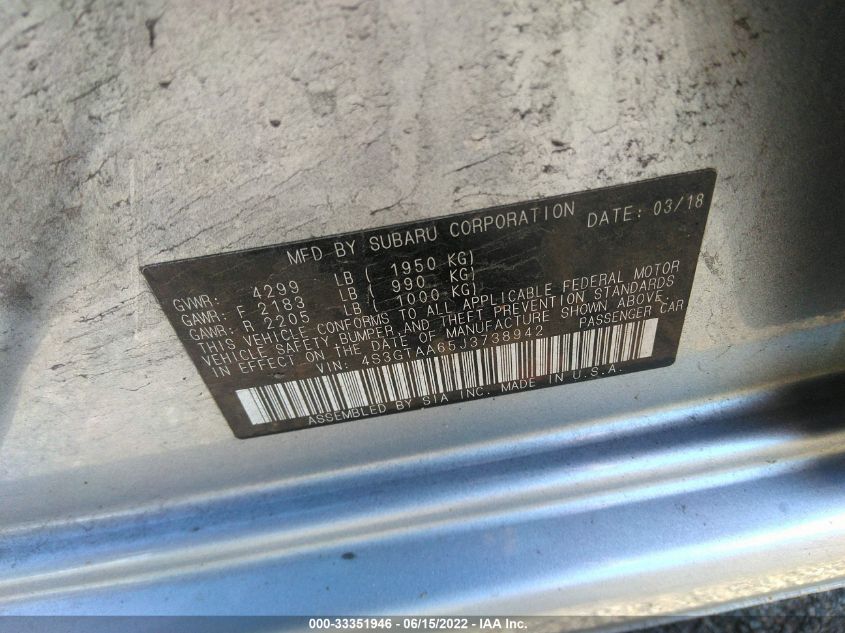 MFD BY SUBARU CORPORATION DATE: 03/18
GVWR: 4299 LB ( 1950 KG)
GAWR: F 2183 LB ( 990 KG)
GAWR: R 2205 LB ( 1000 KG)
THIS VEHICLE CONFORMS TO ALL APPLICABLE FEDERAL MOTOR
VEHICLE SAFETY, BUMPER, AND THEFT PREVENTION STANDARDS
IN EFFECT ON THE DATE OF MANUFACTURE SHOWN ABOVE.
VIN: 4S3GTAA65J3738942 PASSENGER CAR
ASSEMBLED BY SIA INC. MADE IN U.S.A.
000-33351946 - 06/15/2022 - IAA Inc.